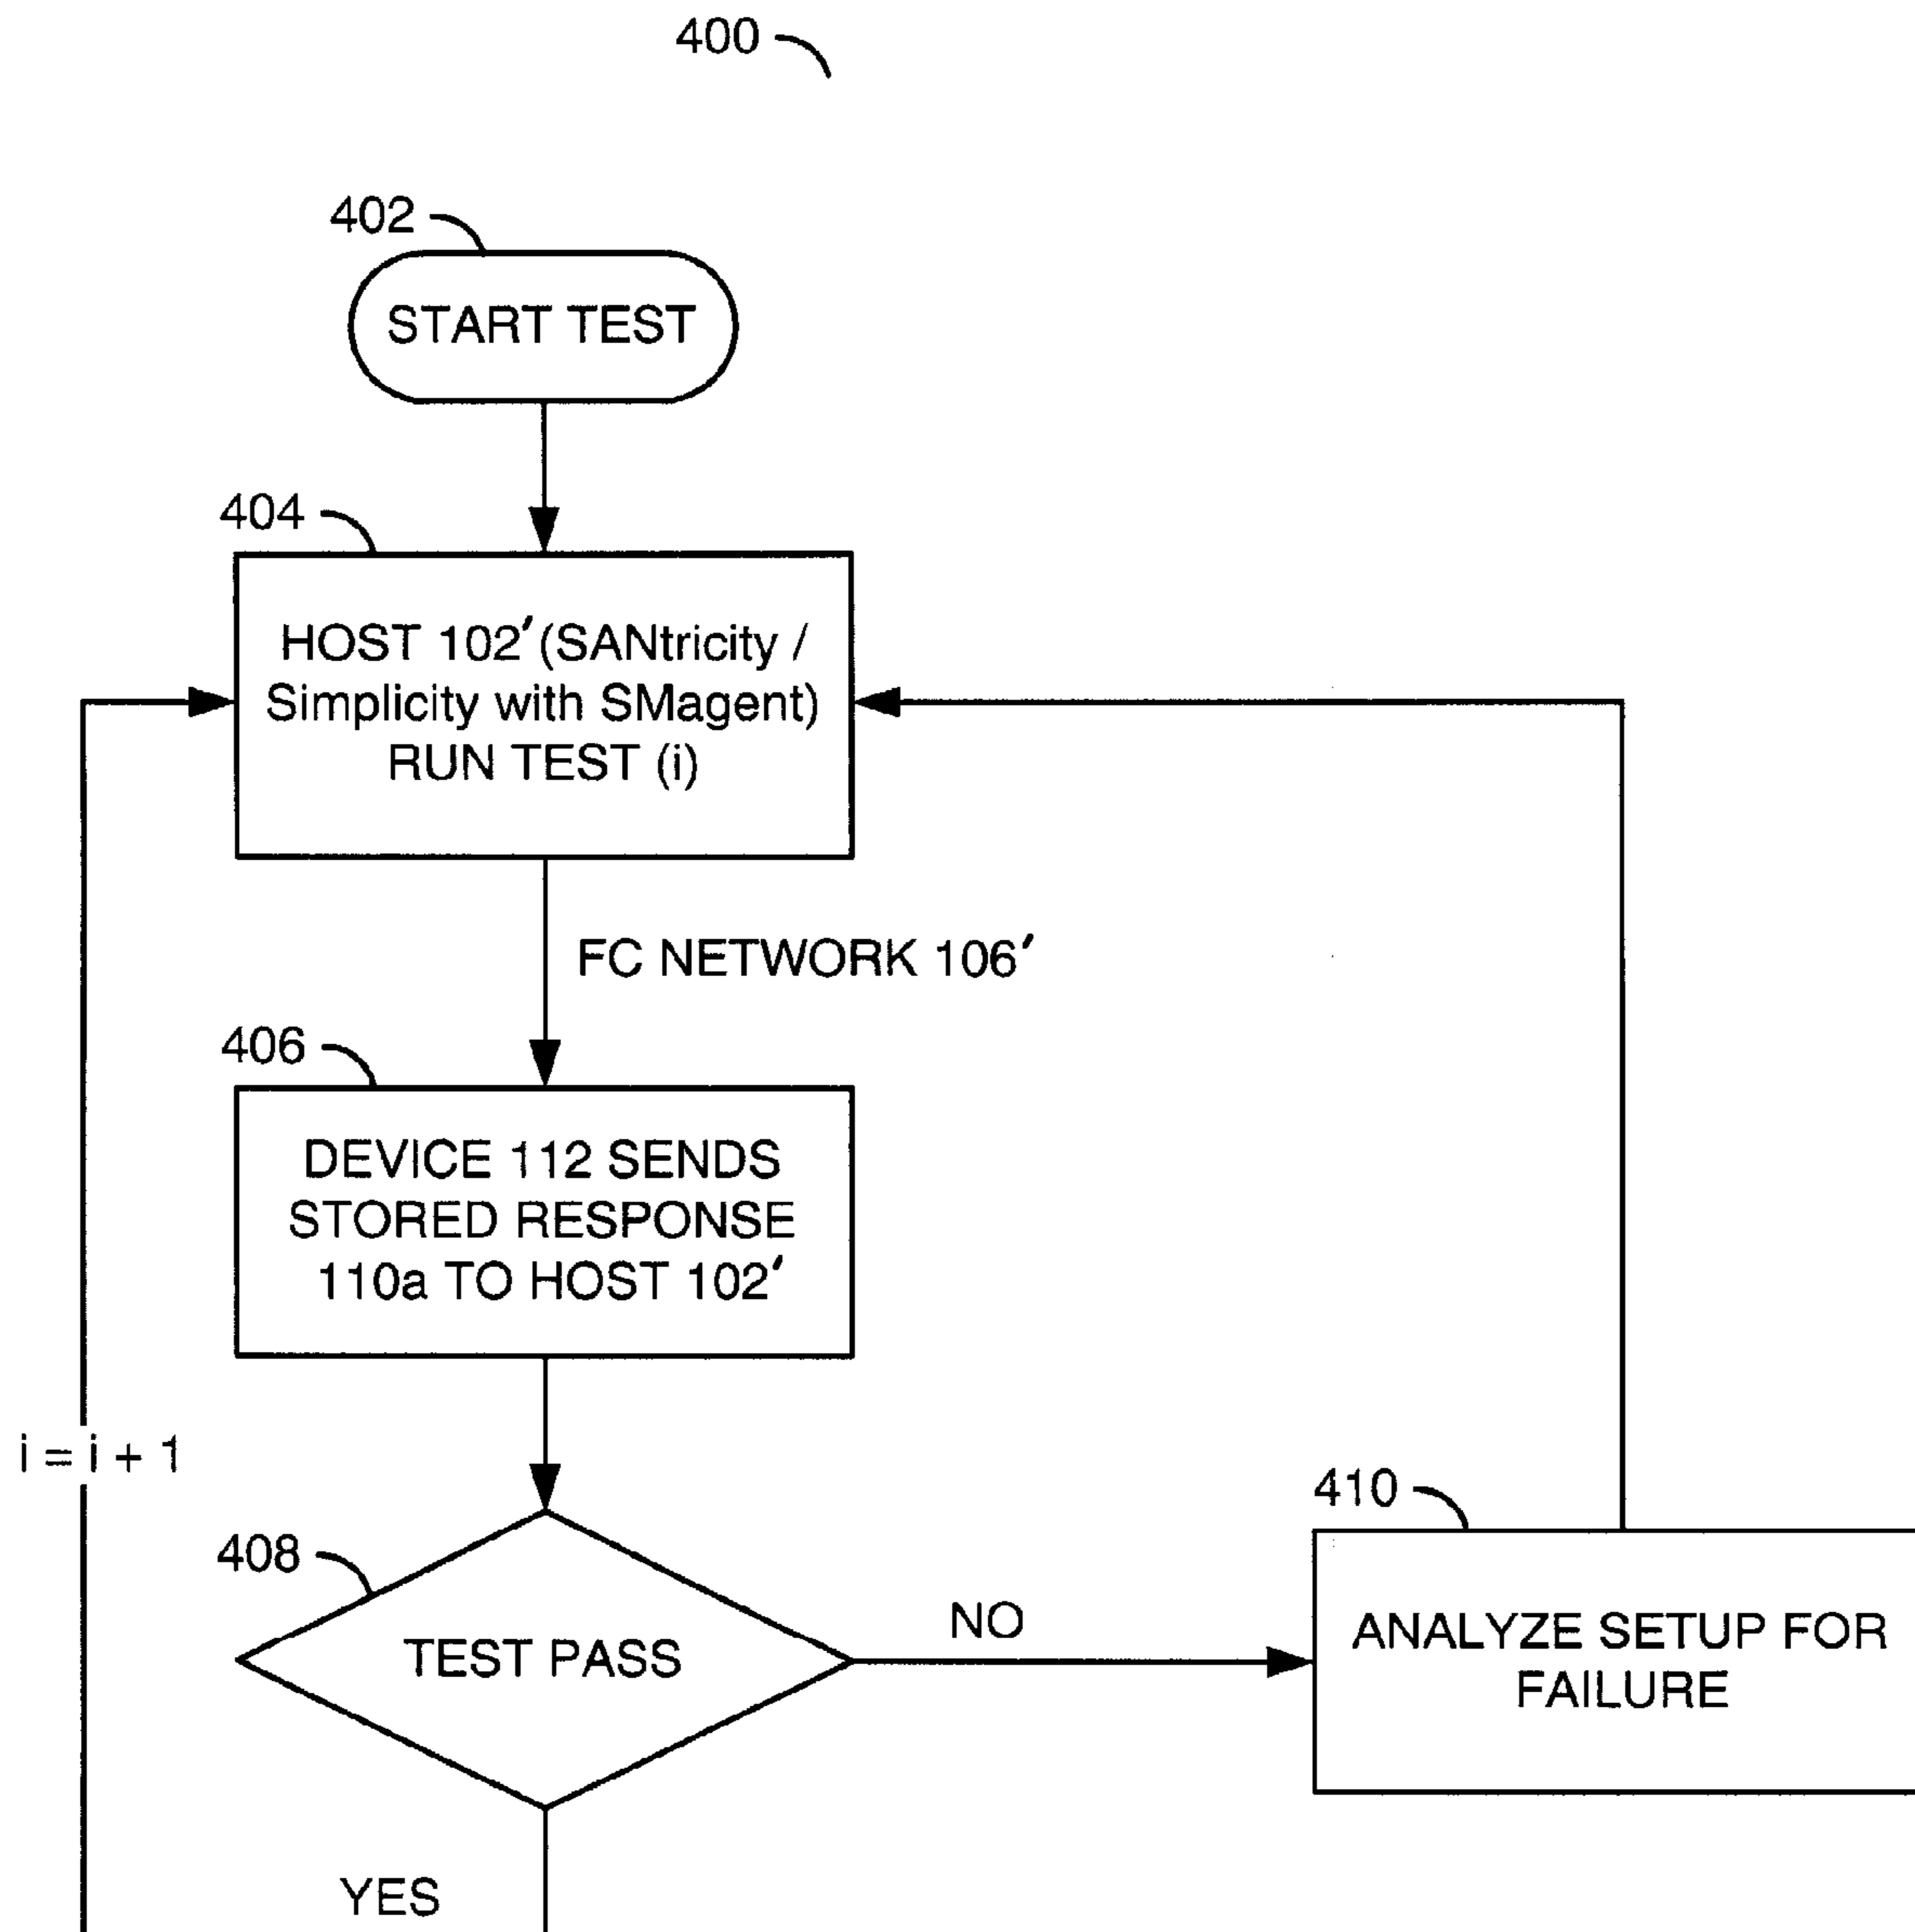 400
402
START TEST
404
HOST 102′ (SANtricity /
Simplicity with SMagent)
RUN TEST (i)
FC NETWORK 106′
406
DEVICE 112 SENDS
STORED RESPONSE
110a TO HOST 102′
i = i + 1
408
TEST PASS
NO
410
ANALYZE SETUP FOR
FAILURE
YES